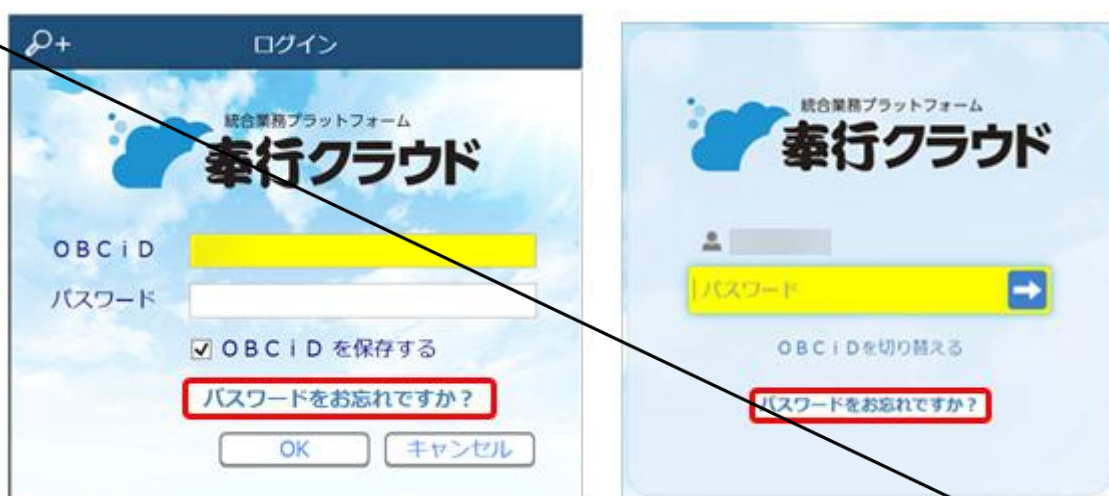 ログイン
統合業務プラットフォーム
奉行クラウド
OBCiD
パスワード
OBCiDを保存する
パスワードをお忘れですか？
OK
キャンセル
統合業務プラットフォーム
奉行クラウド
パスワード
OBCiDを切り替える
パスワードをお忘れですか？